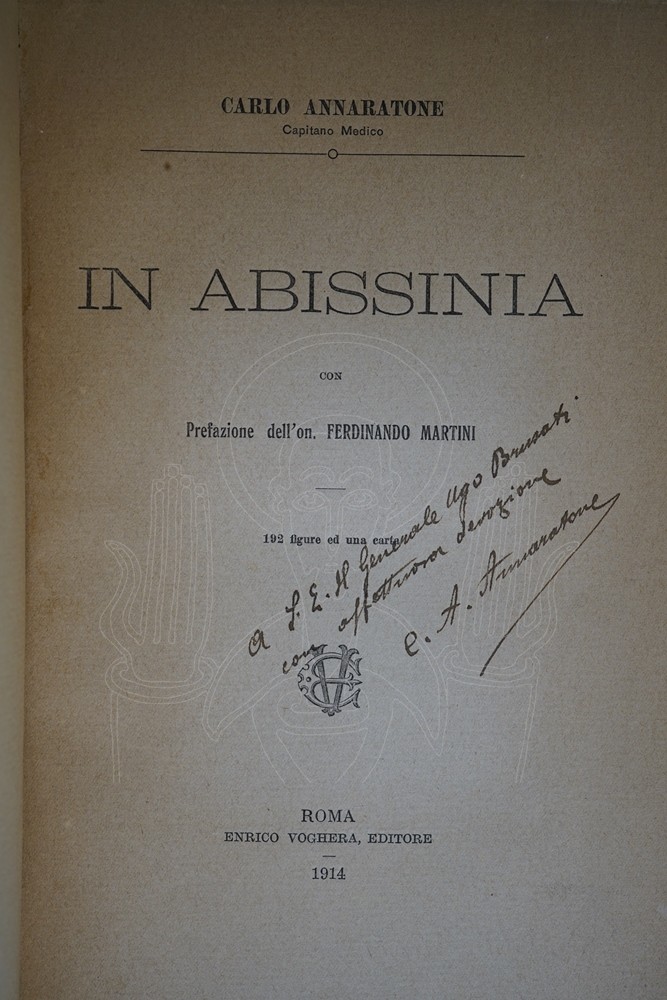 CARLO ANNARATONE
Capitano Medico
IN ABISSINIA
CON
Prefazione dell'on. FERDINANDO MARTINI
192 figure ed una carta
A S. E. Il Generale Ugo Brusati
con affettuosa devozione
C. A. Annaratone
ROMA
ENRICO VOGHERA, EDITORE
1914